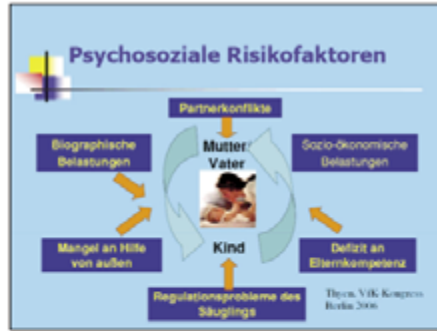 Psychosoziale Risikofaktoren
Partnerkonflikte
Biographische
Belastungen
Mutter/
Vater
Sozio-ökonomische
Belastungen
Mangel an Hilfe
von außen
Kind
Defizit an
Elternkompetenz
Regulationsprobleme des
Säuglings
Thyen, VfK-Kongress
Berlin 2006